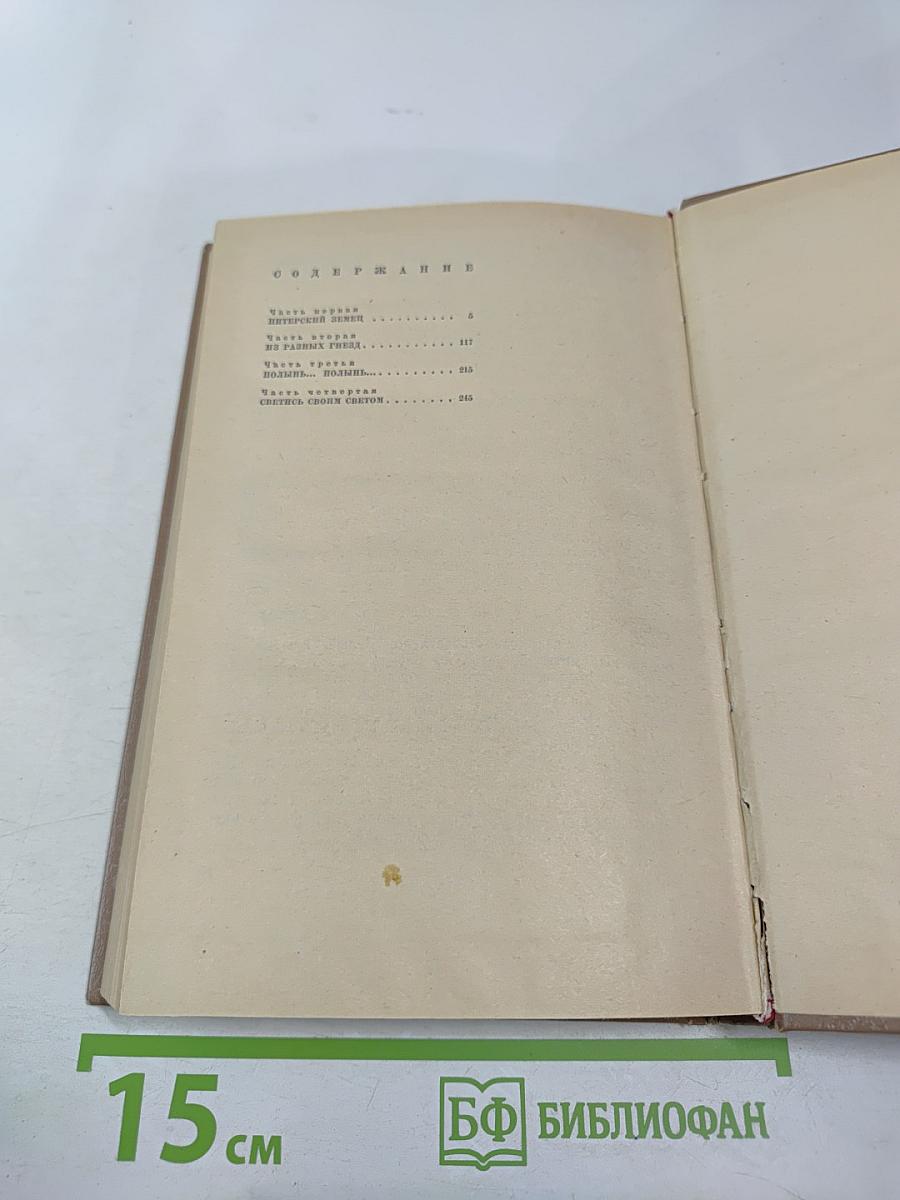 СОДЕРЖАНИЕ
Часть первая
ПИТЕРСКИЙ ЗЕМЕЦ . . . . . . . . . . 5
Часть вторая
ИЗ РАЗНЫХ ГНЕЗД . . . . . . . . . . . 117
Часть третья
ПОЛЫНЬ... ПОЛЫНЬ... . . . . . . . . . 215
Часть четвертая
СВЕТИСЬ СВОИМ СВЕТОМ . . . . . . . . 245
15 см
БФ БИБЛИОФАН